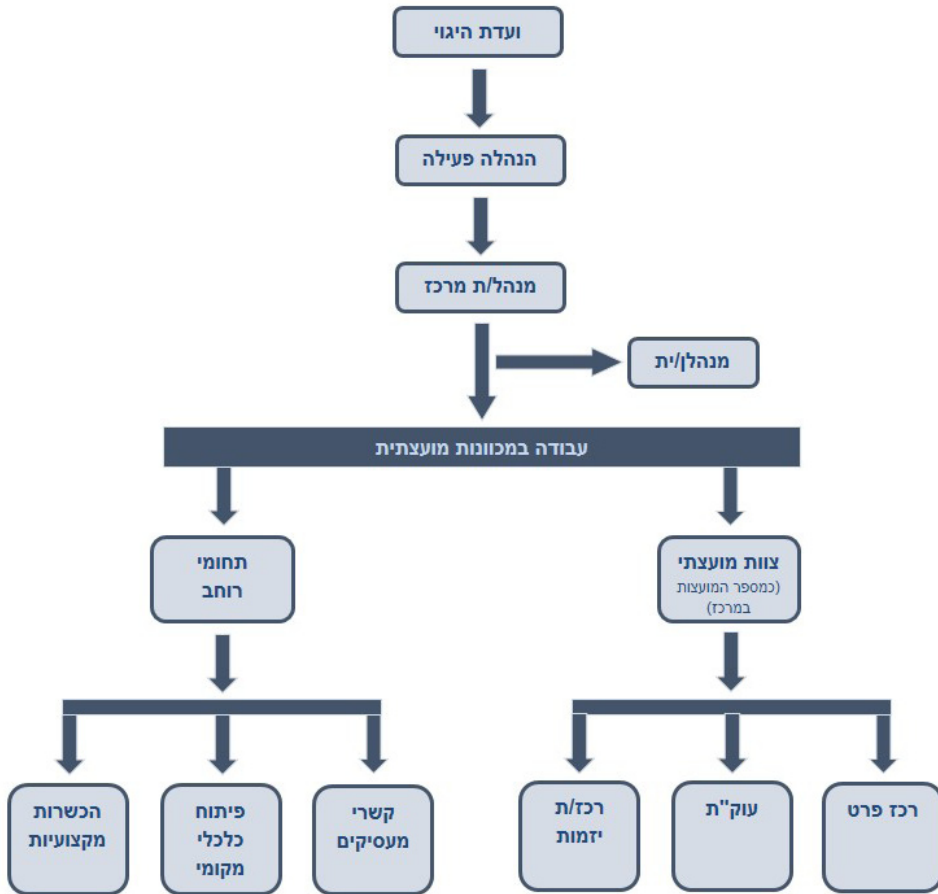 ועדת היגוי
הנהלה פעילה
מנהל/ת מרכז
מנהלן/ית
עבודה במכוונות מועצתית
צוות מועצתי
(כמספר המועצות
במרכז)
תחומי
רוחב
רכז פרט
עוק"ת
רכז/ת
יזמות
קשרי
מעסיקים
פיתוח
כלכלי
מקומי
הכשרות
מקצועיות